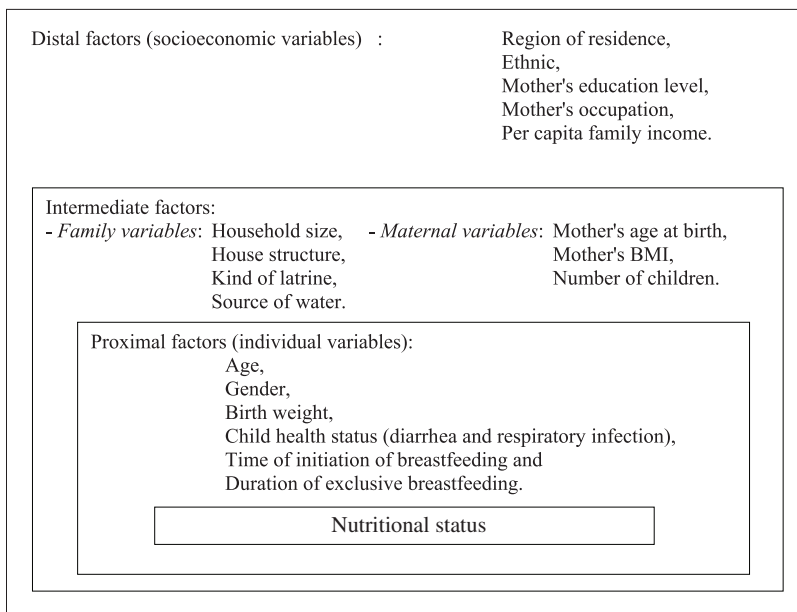 Distal factors (socioeconomic variables) : Region of residence,
Ethnic,
Mother's education level,
Mother's occupation,
Per capita family income.
Intermediate factors:
- Family variables: Household size, - Maternal variables: Mother's age at birth,
House structure, Mother's BMI,
Kind of latrine, Number of children.
Source of water.
Proximal factors (individual variables):
Age,
Gender,
Birth weight,
Child health status (diarrhea and respiratory infection),
Time of initiation of breastfeeding and
Duration of exclusive breastfeeding.
Nutritional status